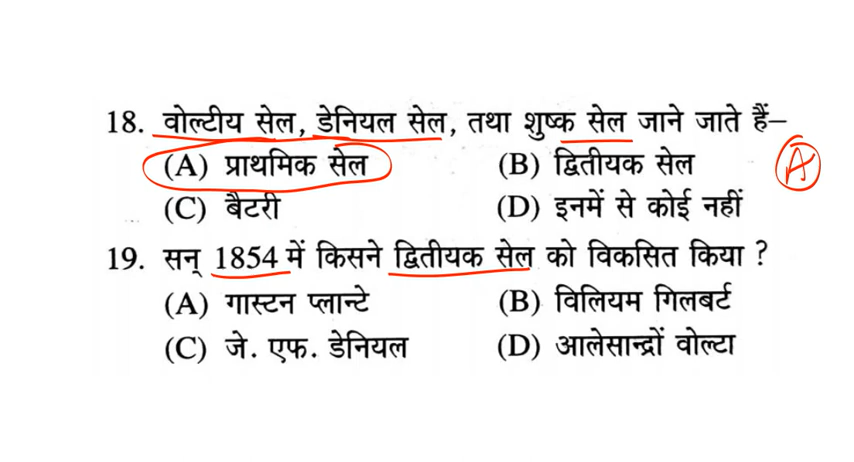 18. वोल्टीय सेल, डेनियल सेल, तथा शुष्क सेल जाने जाते हैं–
(A) प्राथमिक सेल (B) द्वितीयक सेल
(C) बैटरी (D) इनमें से कोई नहीं
A
19. सन् 1854 में किसने द्वितीयक सेल को विकसित किया ?
(A) गास्टन प्लान्टे (B) विलियम गिलबर्ट
(C) जे. एफ. डेनियल (D) आलेसान्द्रों वोल्टा